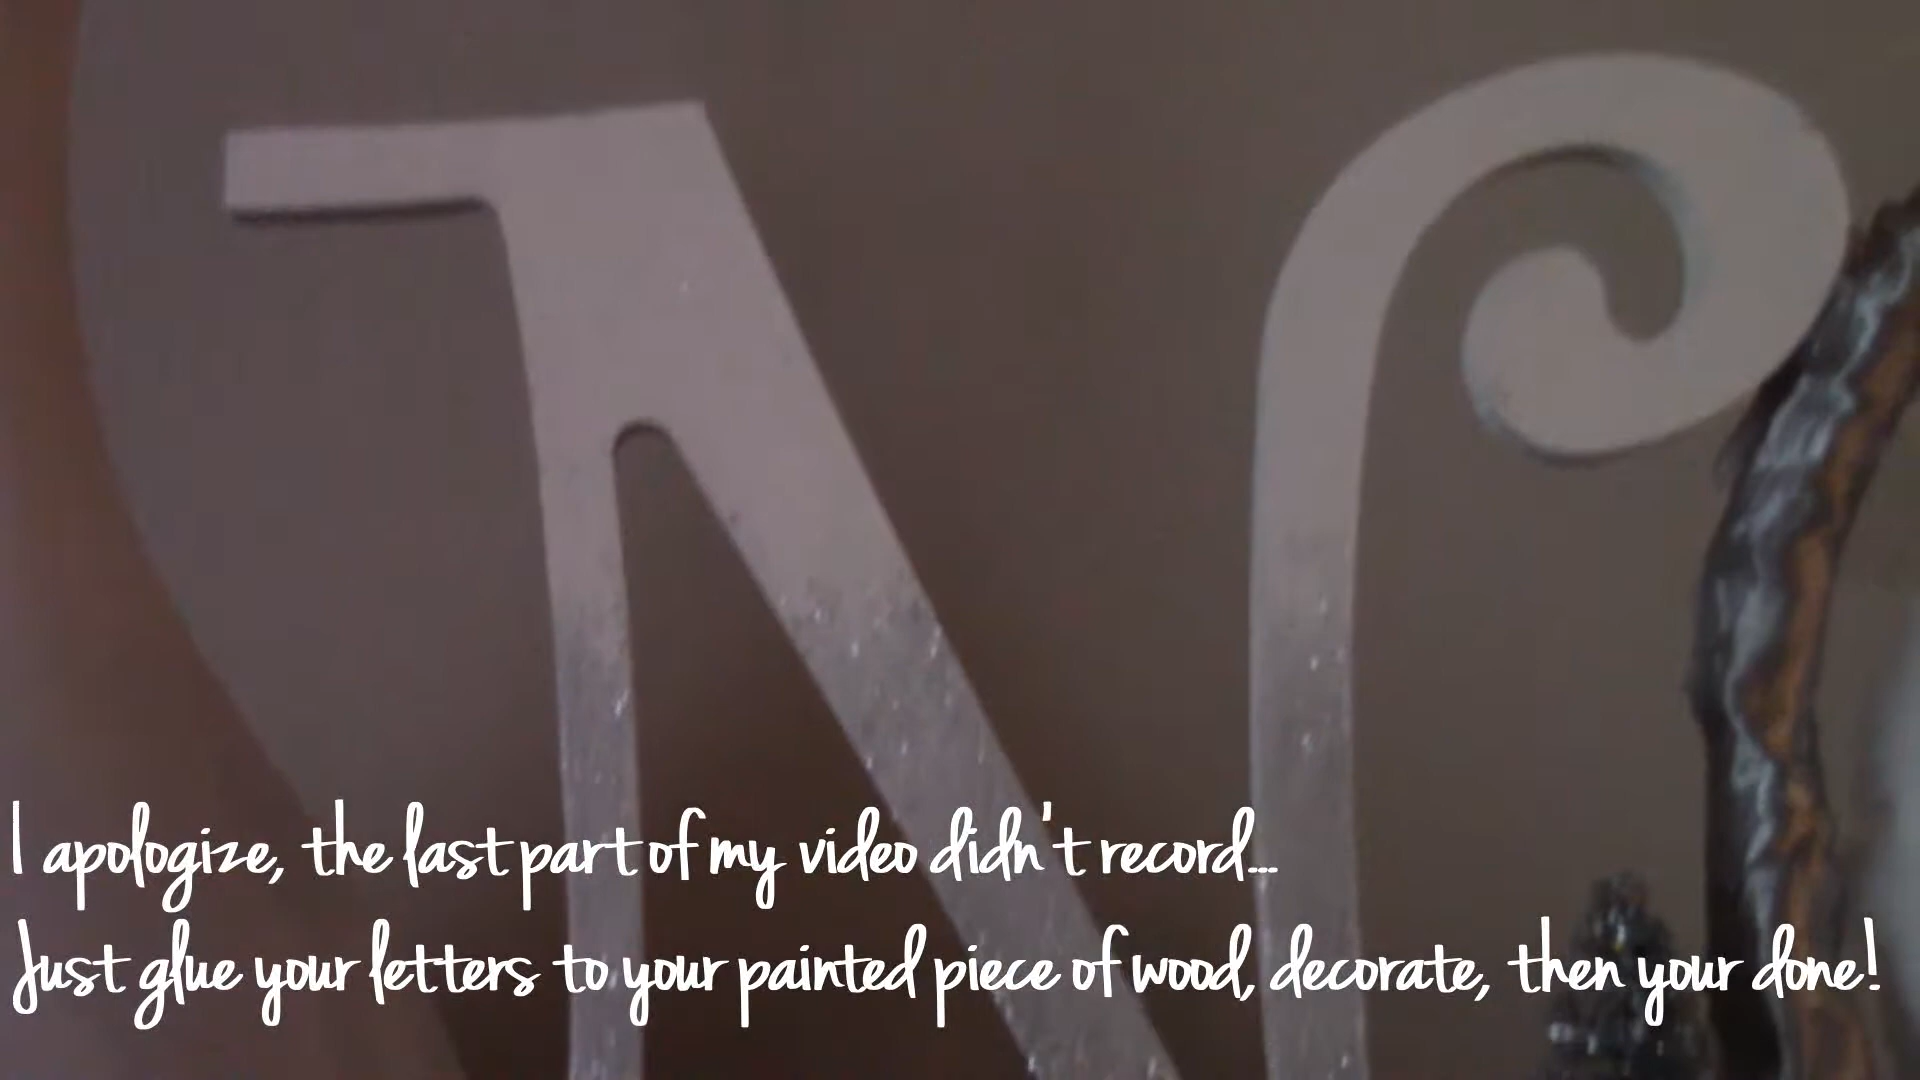 I apologize, the last part of my video didn't record...
Just glue your letters to your painted piece of wood, decorate, then your done!